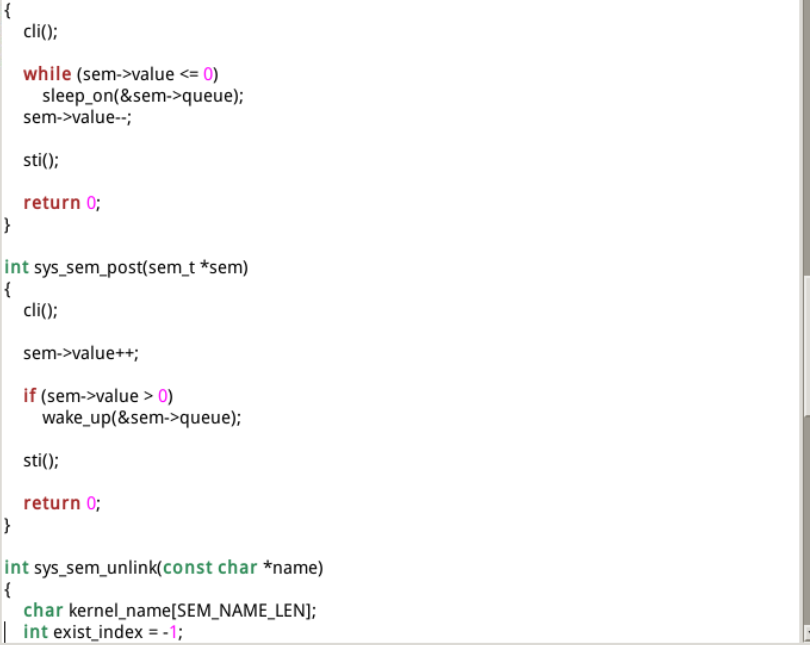 {
cli();
while (sem->value <= 0)
sleep_on(&sem->queue);
sem->value--;
sti();
return 0;
}
int sys_sem_post(sem_t *sem)
{
cli();
sem->value++;
if (sem->value > 0)
wake_up(&sem->queue);
sti();
return 0;
}
int sys_sem_unlink(const char *name)
{
char kernel_name[SEM_NAME_LEN];
int exist_index = -1;